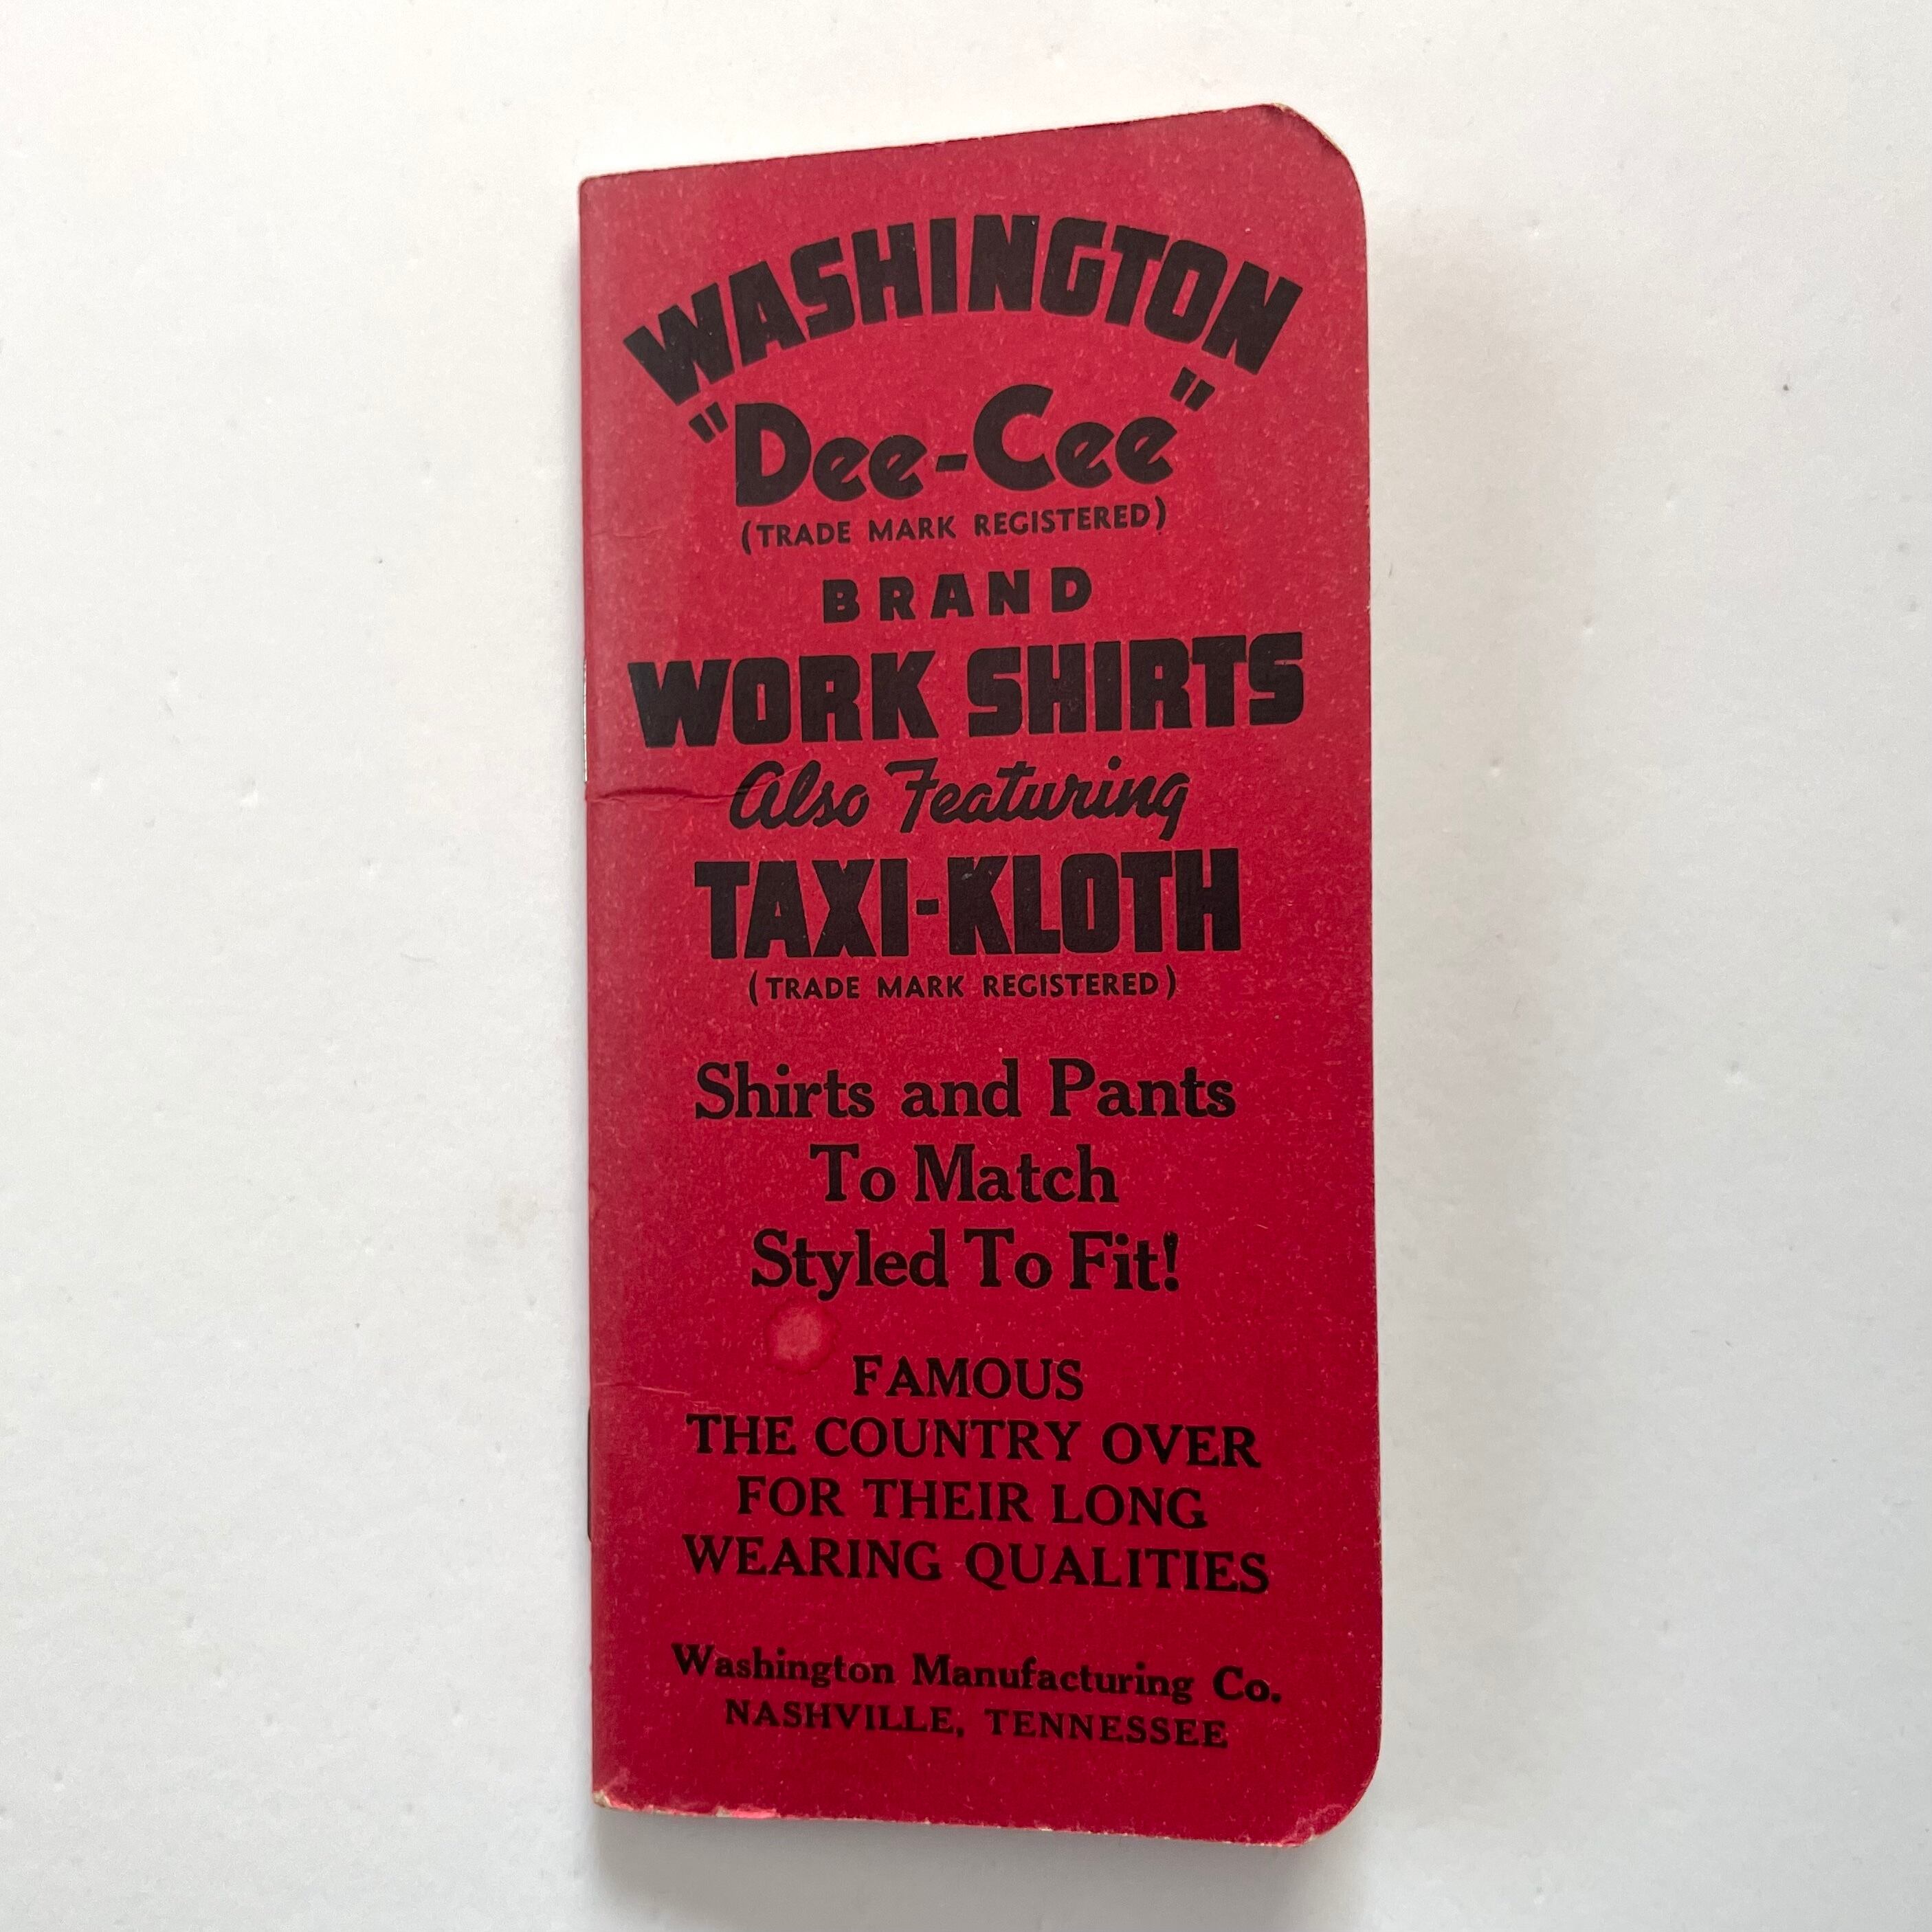 WASHINGTON
"Dee-Cee"
(TRADE MARK REGISTERED)
BRAND
WORK SHIRTS
Also Featuring
TAXI-KLOTH
(TRADE MARK REGISTERED)
Shirts and Pants
To Match
Styled To Fit!
FAMOUS
THE COUNTRY OVER
FOR THEIR LONG
WEARING QUALITIES
Washington Manufacturing Co.
NASHVILLE, TENNESSEE